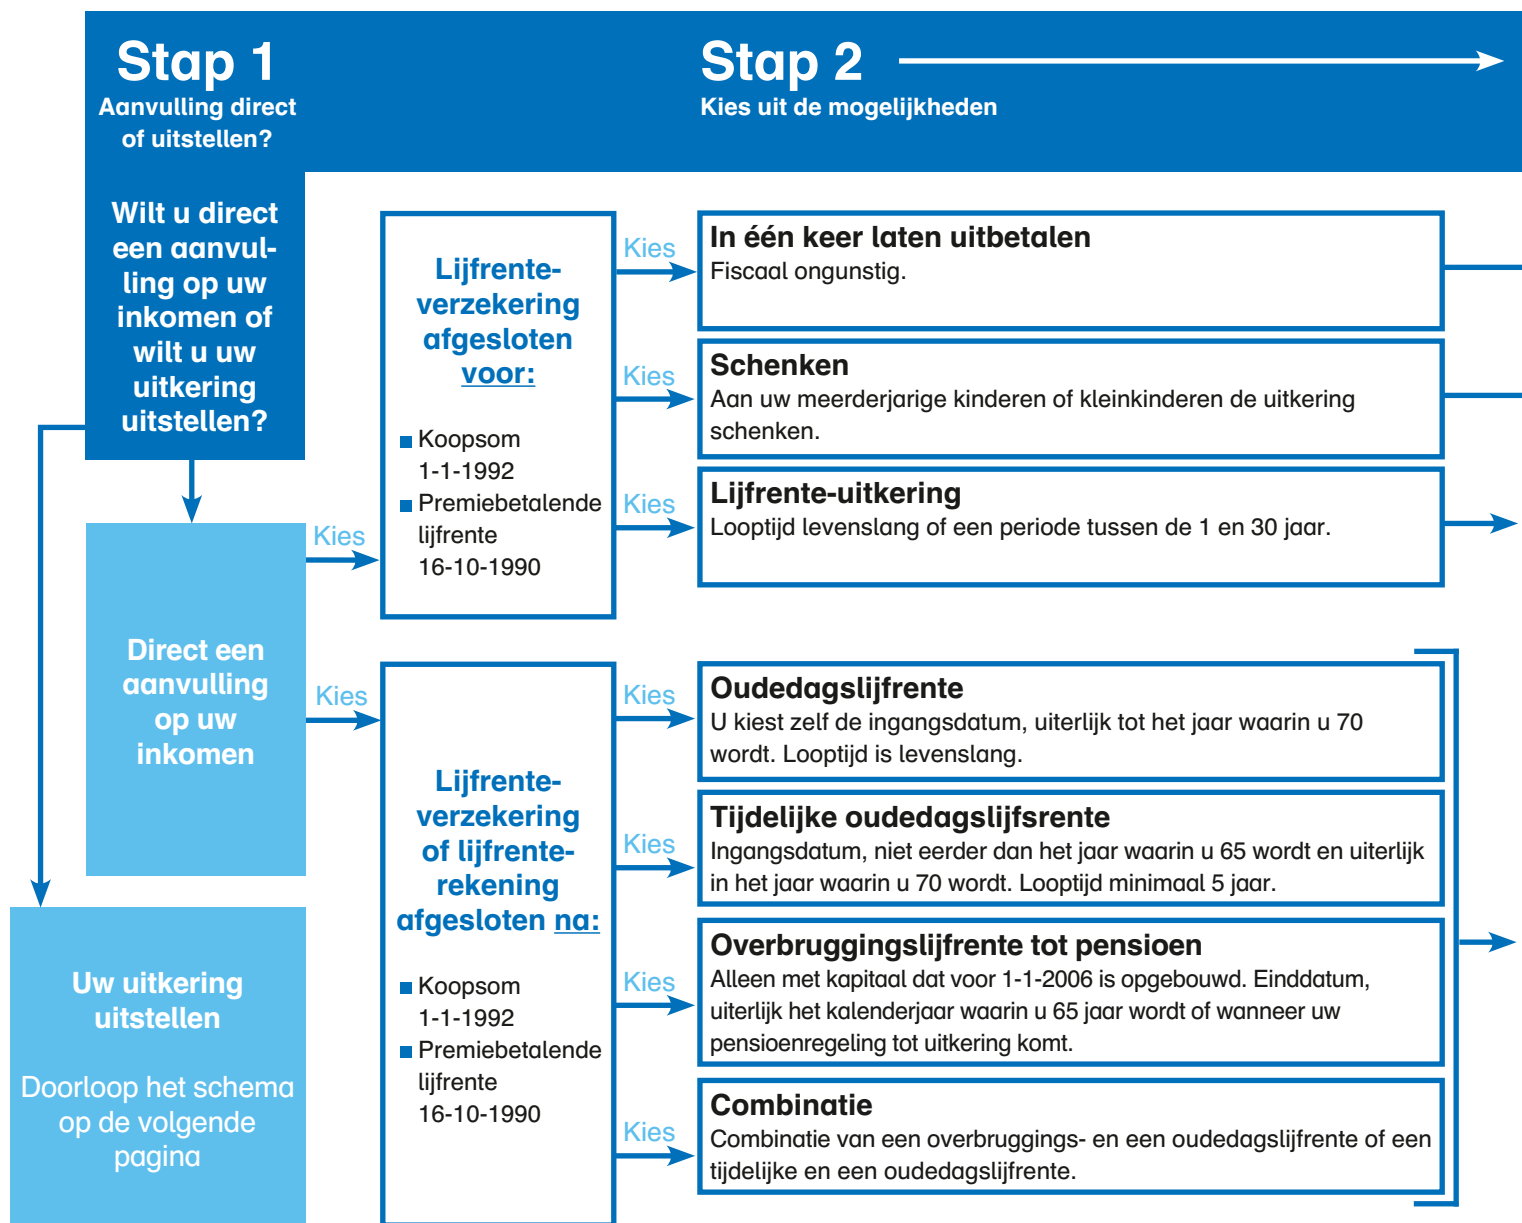 Stap 1
Aanvulling direct
of uitstellen?
Stap 2
Kies uit de mogelijkheden
Wilt u direct
een aanvul-
ling op uw
inkomen of
wilt u uw
uitkering
uitstellen?
Direct een
aanvulling
op uw
inkomen
Uw uitkering
uitstellen
Doorloop het schema
op de volgende
pagina
Kies
Lijfrente-
verzekering
afgesloten
voor:
Koopsom
1-1-1992
Premiebetalende
lijfrente
16-10-1990
Kies
In één keer laten uitbetalen
Fiscaal ongunstig.
Kies
Schenken
Aan uw meerderjarige kinderen of kleinkinderen de uitkering
schenken.
Kies
Lijfrente-uitkering
Looptijd levenslang of een periode tussen de 1 en 30 jaar.
Kies
Lijfrente-
verzekering
of lijfrente-
rekening
afgesloten na:
Koopsom
1-1-1992
Premiebetalende
lijfrente
16-10-1990
Kies
Oudedagslijfrente
U kiest zelf de ingangsdatum, uiterlijk tot het jaar waarin u 70
wordt. Looptijd is levenslang.
Kies
Tijdelijke oudedagslijfsrente
Ingangsdatum, niet eerder dan het jaar waarin u 65 wordt en uiterlijk
in het jaar waarin u 70 wordt. Looptijd minimaal 5 jaar.
Kies
Overbruggingslijfrente tot pensioen
Alleen met kapitaal dat voor 1-1-2006 is opgebouwd. Einddatum,
uiterlijk het kalenderjaar waarin u 65 jaar wordt of wanneer uw
pensioenregeling tot uitkering komt.
Kies
Combinatie
Combinatie van een overbruggings- en een oudedagslijfrente of een
tijdelijke en een oudedagslijfrente.